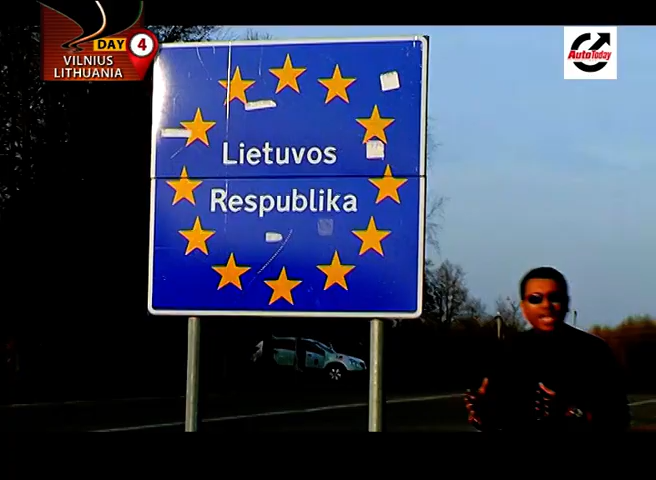 DAY 4
VILNIUS
LITHUANIA
AutoToday
Lietuvos
Respublika